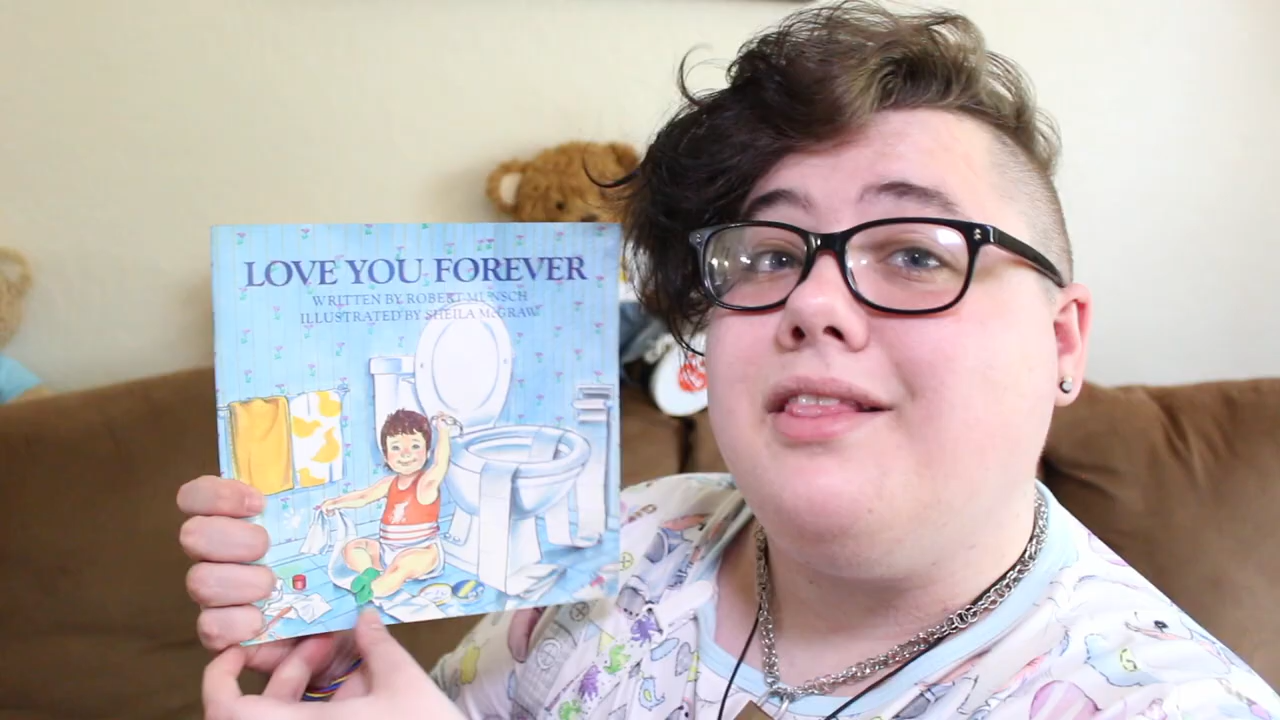 LOVE YOU FOREVER
WRITTEN BY ROBERT MUNSCH
ILLUSTRATED BY SHEILA McGRAW